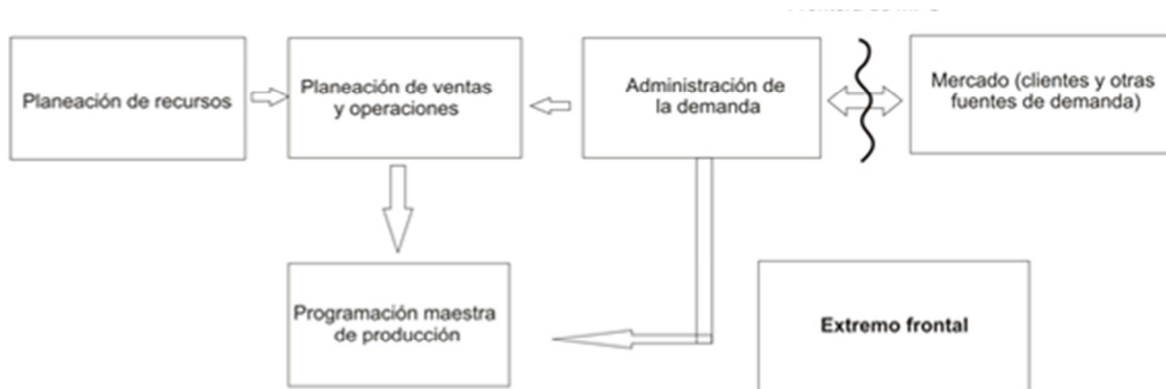 Planeación de recursos
Planeación de ventas
y operaciones
Administración de
la demanda
Mercado (clientes y otras
fuentes de demanda)
Programación maestra
de producción
Extremo frontal